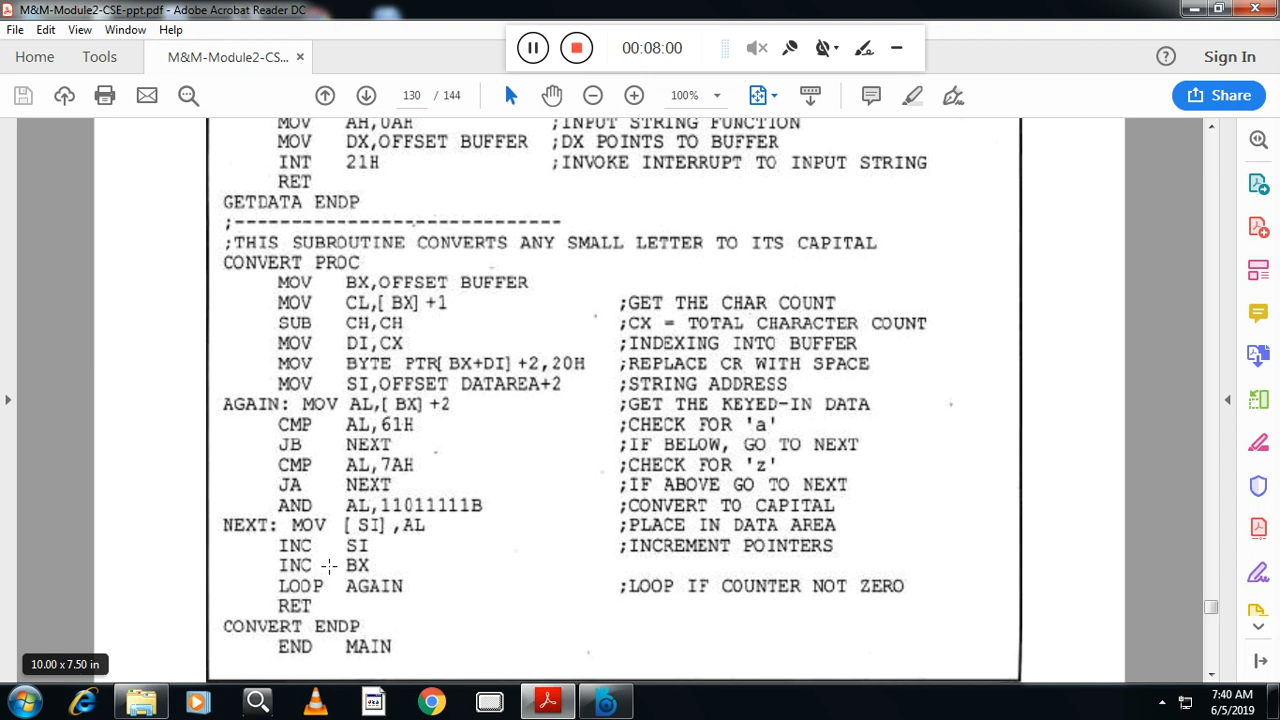 M&M-Module2-CSE-ppt.pdf - Adobe Acrobat Reader DC
File Edit View Window Help
Home Tools M&M-Module2-CS... ×
00:08:00
Sign In
130 / 144
100%
Share
MOV AH,0AH ;INPUT STRING FUNCTION
MOV DX,OFFSET BUFFER ;DX POINTS TO BUFFER
INT 21H ;INVOKE INTERRUPT TO INPUT STRING
RET
GETDATA ENDP
;-----------------------------
;THIS SUBROUTINE CONVERTS ANY SMALL LETTER TO ITS CAPITAL
CONVERT PROC
MOV BX,OFFSET BUFFER
MOV CL,[BX]+1 ;GET THE CHAR COUNT
SUB CH,CH ;CX = TOTAL CHARACTER COUNT
MOV DI,CX ;INDEXING INTO BUFFER
MOV BYTE PTR[BX+DI]+2,20H ;REPLACE CR WITH SPACE
MOV SI,OFFSET DATAREA+2 ;STRING ADDRESS
AGAIN: MOV AL,[BX]+2 ;GET THE KEYED-IN DATA
CMP AL,61H ;CHECK FOR 'a'
JB NEXT ;IF BELOW, GO TO NEXT
CMP AL,7AH ;CHECK FOR 'z'
JA NEXT ;IF ABOVE GO TO NEXT
AND AL,11011111B ;CONVERT TO CAPITAL
NEXT: MOV [SI],AL ;PLACE IN DATA AREA
INC SI ;INCREMENT POINTERS
INC BX
LOOP AGAIN ;LOOP IF COUNTER NOT ZERO
RET
CONVERT ENDP
END MAIN
10.00 x 7.50 in
7:40 AM
6/5/2019